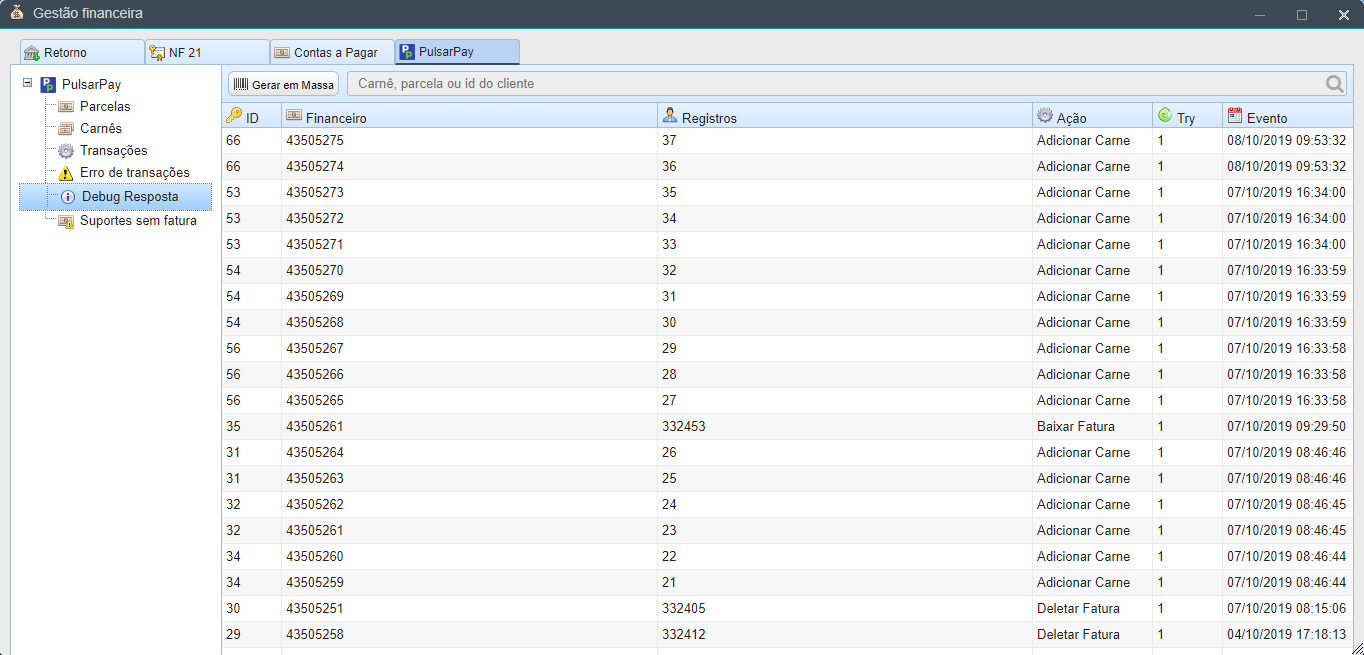 Gestão financeira
Retorno NF 21 Contas a Pagar PulsarPay
PulsarPay
Parcelas
Carnês
Transações
Erro de transações
Debug Resposta
Suportes sem fatura
Gerar em Massa Carnê, parcela ou id do cliente
ID Financeiro Registros Ação Try Evento
66 43505275 37 Adicionar Carne 1 08/10/2019 09:53:32
66 43505274 36 Adicionar Carne 1 08/10/2019 09:53:32
53 43505273 35 Adicionar Carne 1 07/10/2019 16:34:00
53 43505272 34 Adicionar Carne 1 07/10/2019 16:34:00
53 43505271 33 Adicionar Carne 1 07/10/2019 16:34:00
54 43505270 32 Adicionar Carne 1 07/10/2019 16:33:59
54 43505269 31 Adicionar Carne 1 07/10/2019 16:33:59
54 43505268 30 Adicionar Carne 1 07/10/2019 16:33:59
56 43505267 29 Adicionar Carne 1 07/10/2019 16:33:58
56 43505266 28 Adicionar Carne 1 07/10/2019 16:33:58
56 43505265 27 Adicionar Carne 1 07/10/2019 16:33:58
35 43505261 332453 Baixar Fatura 1 07/10/2019 09:29:50
31 43505264 26 Adicionar Carne 1 07/10/2019 08:46:46
31 43505263 25 Adicionar Carne 1 07/10/2019 08:46:46
32 43505262 24 Adicionar Carne 1 07/10/2019 08:46:45
32 43505261 23 Adicionar Carne 1 07/10/2019 08:46:45
34 43505260 22 Adicionar Carne 1 07/10/2019 08:46:44
34 43505259 21 Adicionar Carne 1 07/10/2019 08:46:44
30 43505251 332405 Deletar Fatura 1 07/10/2019 08:15:06
29 43505258 332412 Deletar Fatura 1 04/10/2019 17:18:13